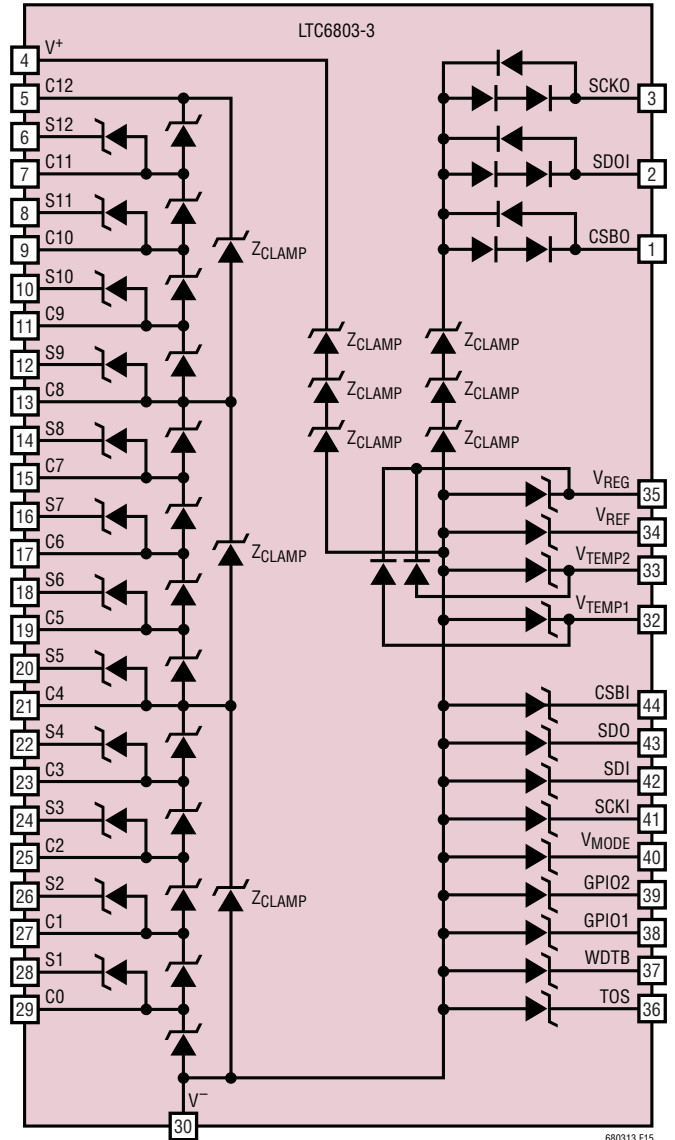 LTC6803-3
4 V+
5 C12
6 S12
7 C11
8 S11
9 C10
10 S10
11 C9
12 S9
13 C8
14 S8
15 C7
16 S7
17 C6
18 S6
19 C5
20 S5
21 C4
22 S4
23 C3
24 S3
25 C2
26 S2
27 C1
28 S1
29 C0
V−
30
ZCLAMP
ZCLAMP
ZCLAMP
ZCLAMP
ZCLAMP
ZCLAMP
ZCLAMP
SCKO 3
SDOI 2
CSBO 1
VREG 35
VREF 34
VTEMP2 33
VTEMP1 32
CSBI 44
SDO 43
SDI 42
SCKI 41
VMODE 40
GPIO2 39
GPIO1 38
WDTB 37
TOS 36
680313 F15